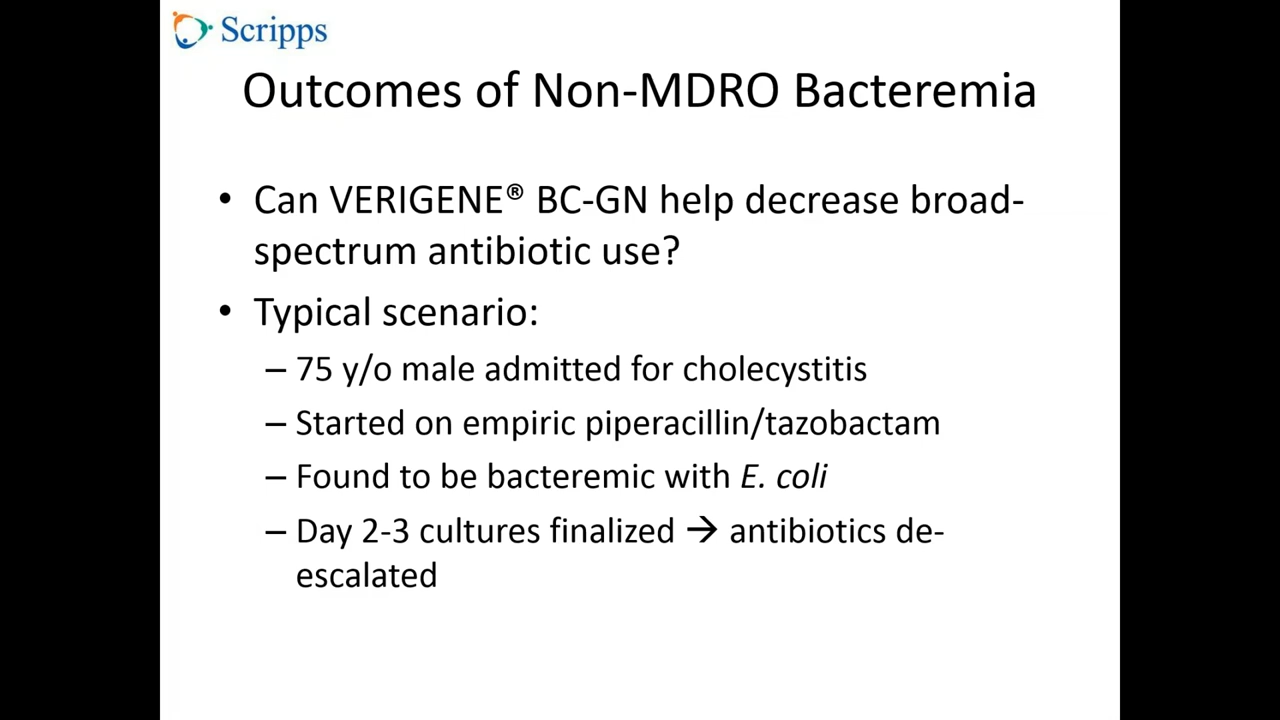 Scripps
Outcomes of Non-MDRO Bacteremia
• Can VERIGENE® BC-GN help decrease broad-
spectrum antibiotic use?
• Typical scenario:
– 75 y/o male admitted for cholecystitis
– Started on empiric piperacillin/tazobactam
– Found to be bacteremic with E. coli
– Day 2-3 cultures finalized → antibiotics de-
escalated